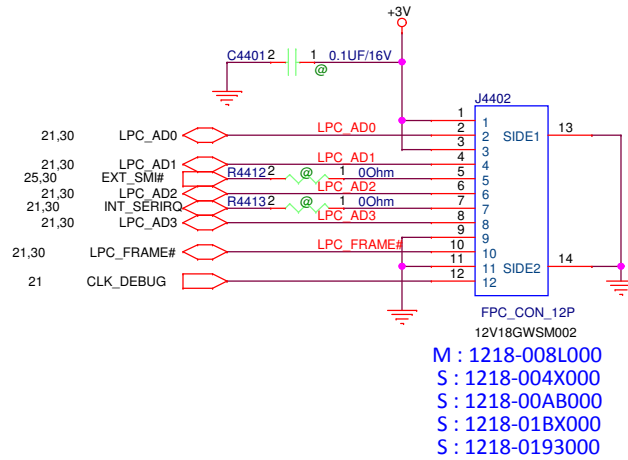 +3V
C4401 2 1 0.1UF/16V
@
J4402
1 1
21,30 LPC_AD0 LPC_AD0 2 2 SIDE1 13
3 3
21,30 LPC_AD1 LPC_AD1 4 4
25,30 EXT_SMI# R4412 2 @ 1 0Ohm 5 5
21,30 LPC_AD2 LPC_AD2 6 6
21,30 INT_SERIRQ R4413 2 @ 1 0Ohm 7 7
21,30 LPC_AD3 LPC_AD3 8 8
9 9
21,30 LPC_FRAME# LPC_FRAME# 10 10
11 11 SIDE2 14
21 CLK_DEBUG 12 12
FPC_CON_12P
12V18GWSM002
M : 1218-008L000
S : 1218-004X000
S : 1218-00AB000
S : 1218-01BX000
S : 1218-0193000